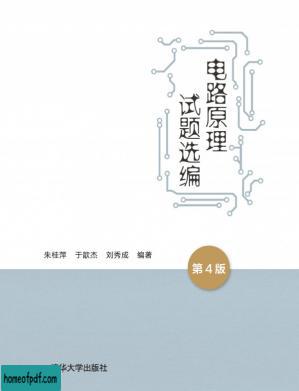 电路原理
试题选编
朱桂萍 于歆杰 刘秀成 编著
第4版
清华大学出版社
homeofpdf.com